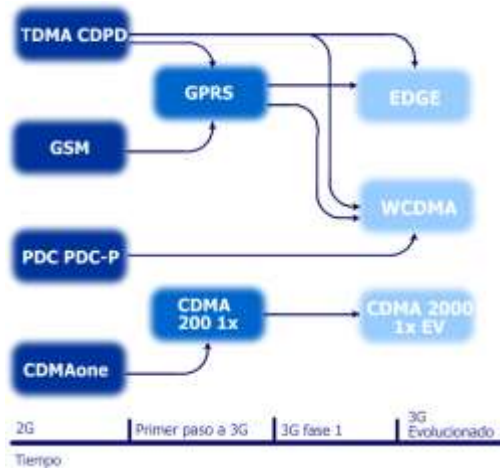 TDMA CDPD
GPRS
EDGE
GSM
WCDMA
PDC PDC-P
CDMA
200 1x
CDMA 2000
1x EV
CDMAone
2G
Primer paso a 3G
3G fase 1
3G
Evolucionado
Tiempo